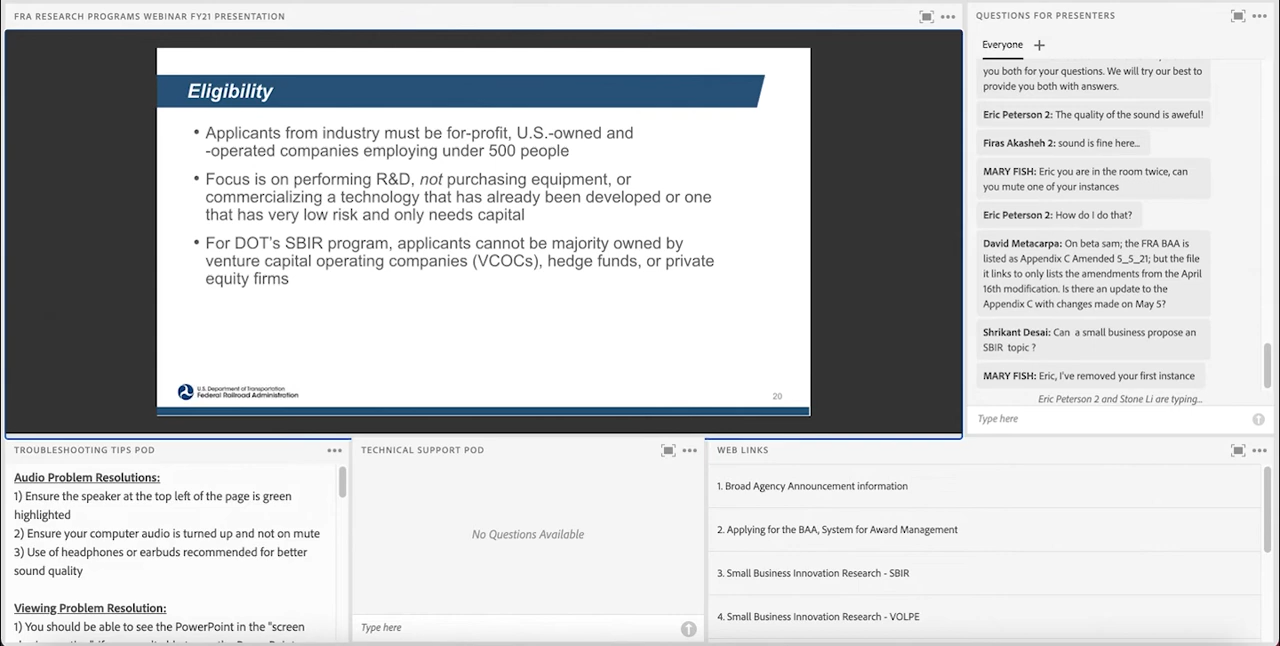 FRA RESEARCH PROGRAMS WEBINAR FY21 PRESENTATION
Eligibility
• Applicants from industry must be for-profit, U.S.-owned and
-operated companies employing under 500 people
• Focus is on performing R&D, not purchasing equipment, or
commercializing a technology that has already been developed or one
that has very low risk and only needs capital
• For DOT's SBIR program, applicants cannot be majority owned by
venture capital operating companies (VCOCs), hedge funds, or private
equity firms
U.S. Department of Transportation
Federal Railroad Administration
20
QUESTIONS FOR PRESENTERS
Everyone
you both for your questions. We will try our best to
provide you both with answers.
Eric Peterson 2: The quality of the sound is aweful!
Firas Akasheh 2: sound is fine here...
MARY FISH: Eric you are in the room twice, can
you mute one of your instances
Eric Peterson 2: How do I do that?
David Metacarpa: On beta sam; the FRA BAA is
listed as Appendix C Amended 5_5_21; but the file
it links to only lists the amendments from the April
16th modification. Is there an update to the
Appendix C with changes made on May 5?
Shrikant Desai: Can a small business propose an
SBIR topic ?
MARY FISH: Eric, I've removed your first instance
Eric Peterson 2 and Stone Li are typing...
Type here
TROUBLESHOOTING TIPS POD
Audio Problem Resolutions:
1) Ensure the speaker at the top left of the page is green
highlighted
2) Ensure your computer audio is turned up and not on mute
3) Use of headphones or earbuds recommended for better
sound quality
Viewing Problem Resolution:
1) You should be able to see the PowerPoint in the "screen
TECHNICAL SUPPORT POD
No Questions Available
Type here
WEB LINKS
1. Broad Agency Announcement information
2. Applying for the BAA, System for Award Management
3. Small Business Innovation Research - SBIR
4. Small Business Innovation Research - VOLPE